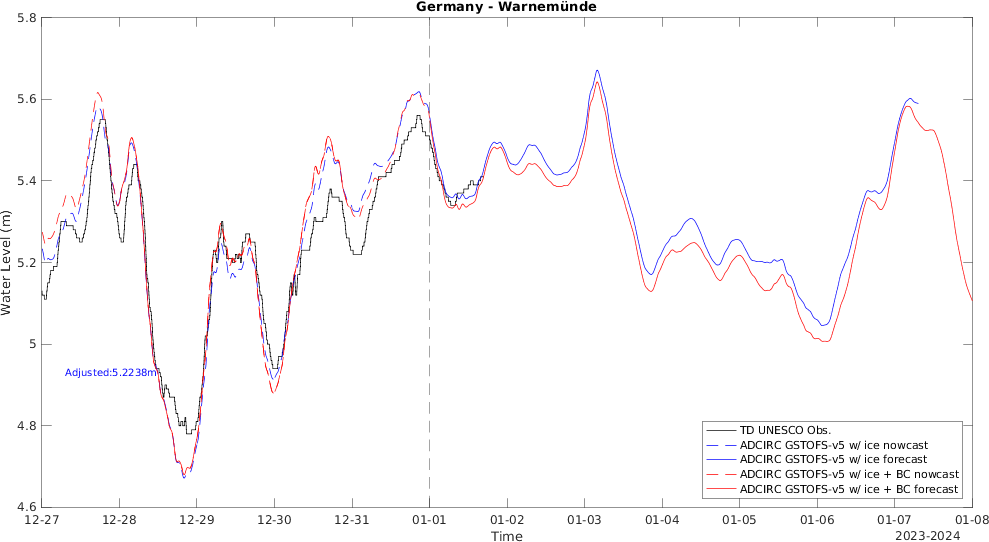 Germany - Warnemünde
5.8
5.6
5.4
5.2
5
4.8
4.6
Water Level (m)
Adjusted:5.2238m
TD UNESCO Obs.
ADCIRC GSTOFS-v5 w/ ice nowcast
ADCIRC GSTOFS-v5 w/ ice forecast
ADCIRC GSTOFS-v5 w/ ice + BC nowcast
ADCIRC GSTOFS-v5 w/ ice + BC forecast
12-27 12-28 12-29 12-30 12-31 01-01 01-02 01-03 01-04 01-05 01-06 01-07 01-08
Time
2023-2024